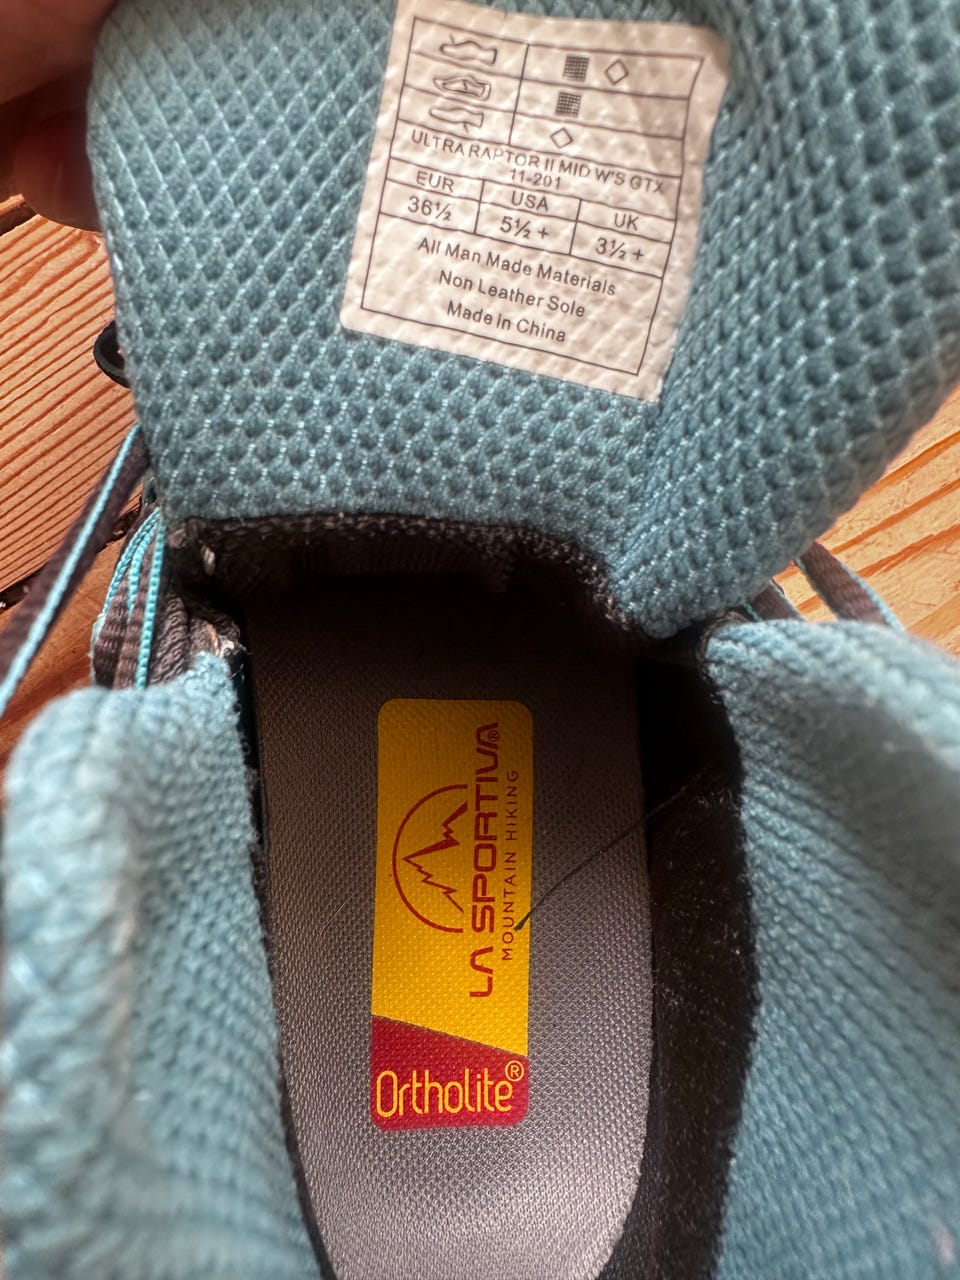 ULTRA RAPTOR II MID W'S GTX
11-201
EUR USA UK
36½ 5½+ 3½+
All Man Made Materials
Non Leather Sole
Made In China
LA SPORTIVA®
MOUNTAIN HIKING
Ortholite®